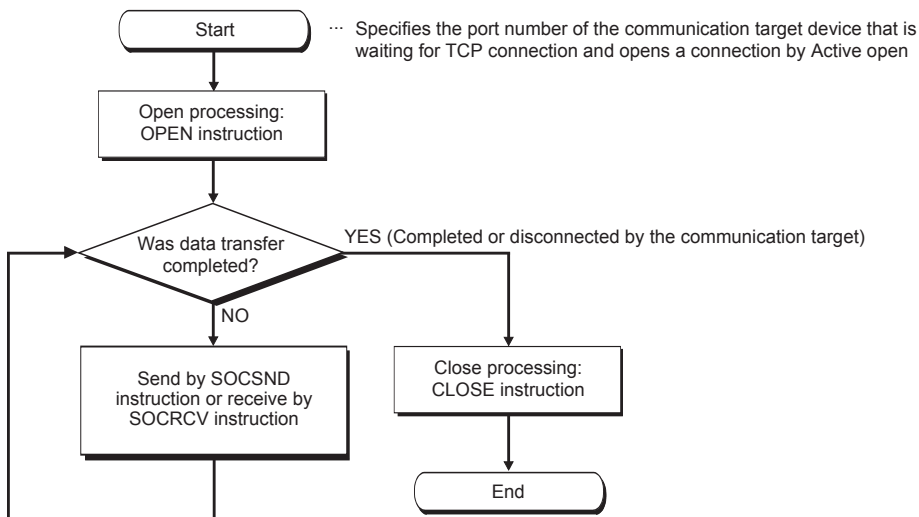 Start
··· Specifies the port number of the communication target device that is
waiting for TCP connection and opens a connection by Active open
Open processing:
OPEN instruction
Was data transfer
completed?
YES (Completed or disconnected by the communication target)
NO
Send by SOCSND
instruction or receive by
SOCRCV instruction
Close processing:
CLOSE instruction
End